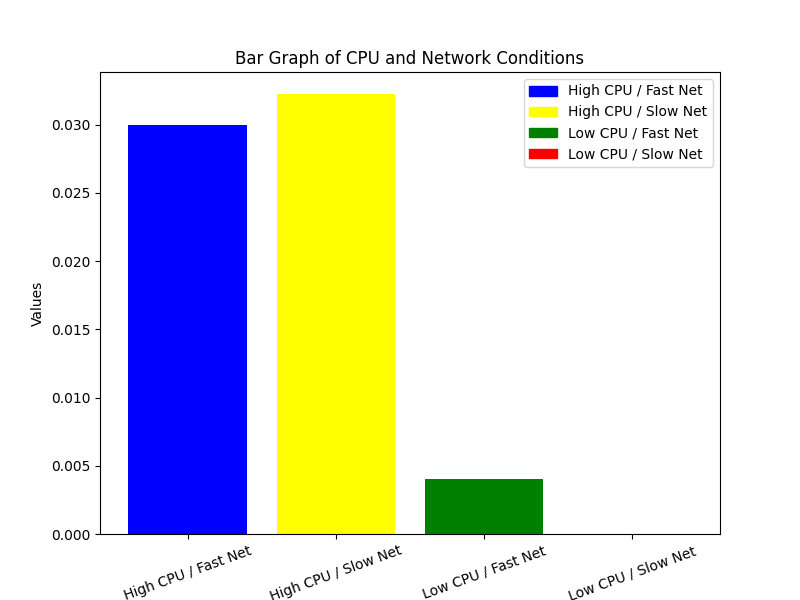 Bar Graph of CPU and Network Conditions
High CPU / Fast Net
High CPU / Slow Net
Low CPU / Fast Net
Low CPU / Slow Net
Values
0.030
0.025
0.020
0.015
0.010
0.005
0.000
High CPU / Fast Net
High CPU / Slow Net
Low CPU / Fast Net
Low CPU / Slow Net